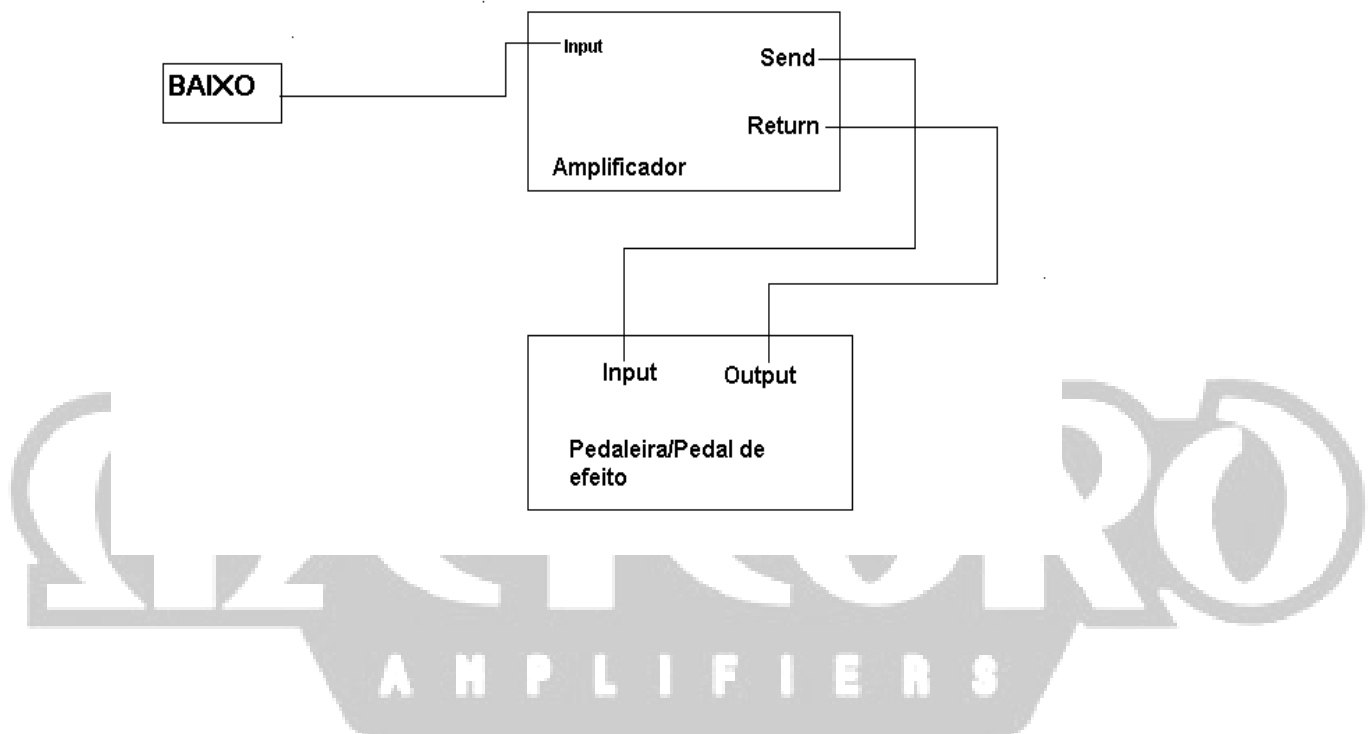 Input
Send
BAIXO
Return
Amplificador
Input
Output
Pedaleira/Pedal de
efeito
AMPLIFIERS